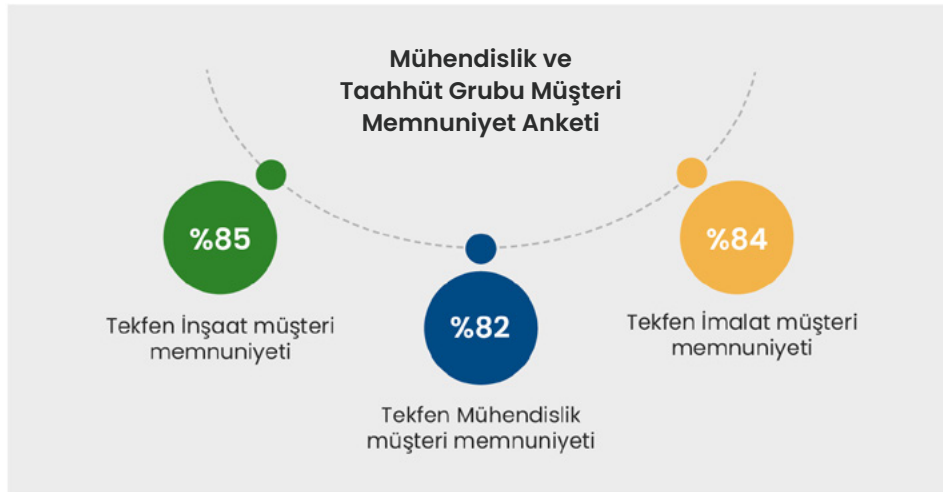 Mühendislik ve
Taahhüt Grubu Müşteri
Memnuniyet Anketi
%85
Tekfen İnşaat müşteri
memnuniyeti
%82
Tekfen Mühendislik
müşteri memnuniyeti
%84
Tekfen İmalat müşteri
memnuniyeti